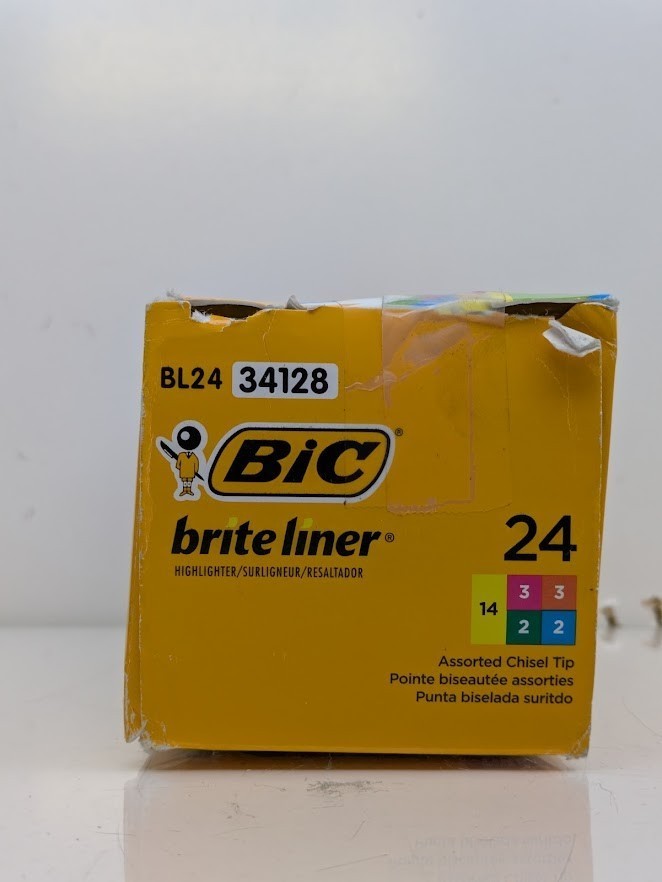 BL24 34128
BiC®
brite liner®
HIGHLIGHTER/SURLIGNEUR/RESALTADOR
24
14 3 3
2 2
Assorted Chisel Tip
Pointe biseautée assorties
Punta biselada suritdo